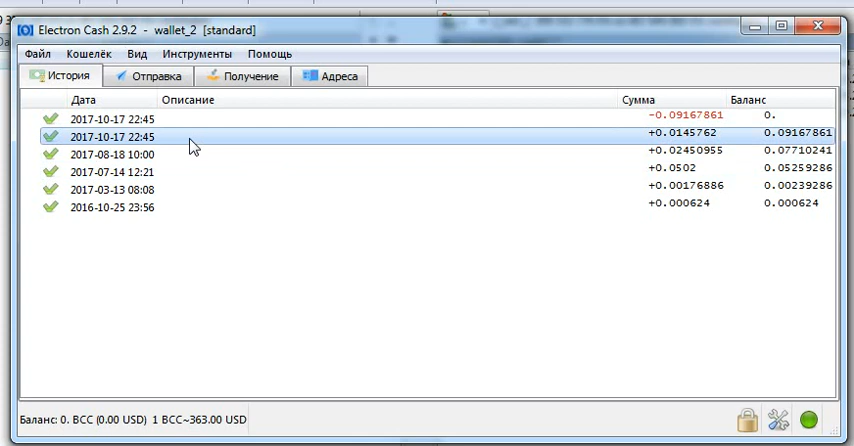 Electron Cash 2.9.2 - wallet_2 [standard]
Файл Кошелёк Вид Инструменты Помощь
История Отправка Получение Адреса
Дата Описание Сумма Баланс
2017-10-17 22:45 -0.09167861 0.
2017-10-17 22:45 +0.0145762 0.09167861
2017-08-18 10:00 +0.02450955 0.07710241
2017-07-14 12:21 +0.0502 0.05259286
2017-03-13 08:08 +0.00176886 0.00239286
2016-10-25 23:56 +0.000624 0.000624
Баланс: 0. BCC (0.00 USD) 1 BCC~363.00 USD